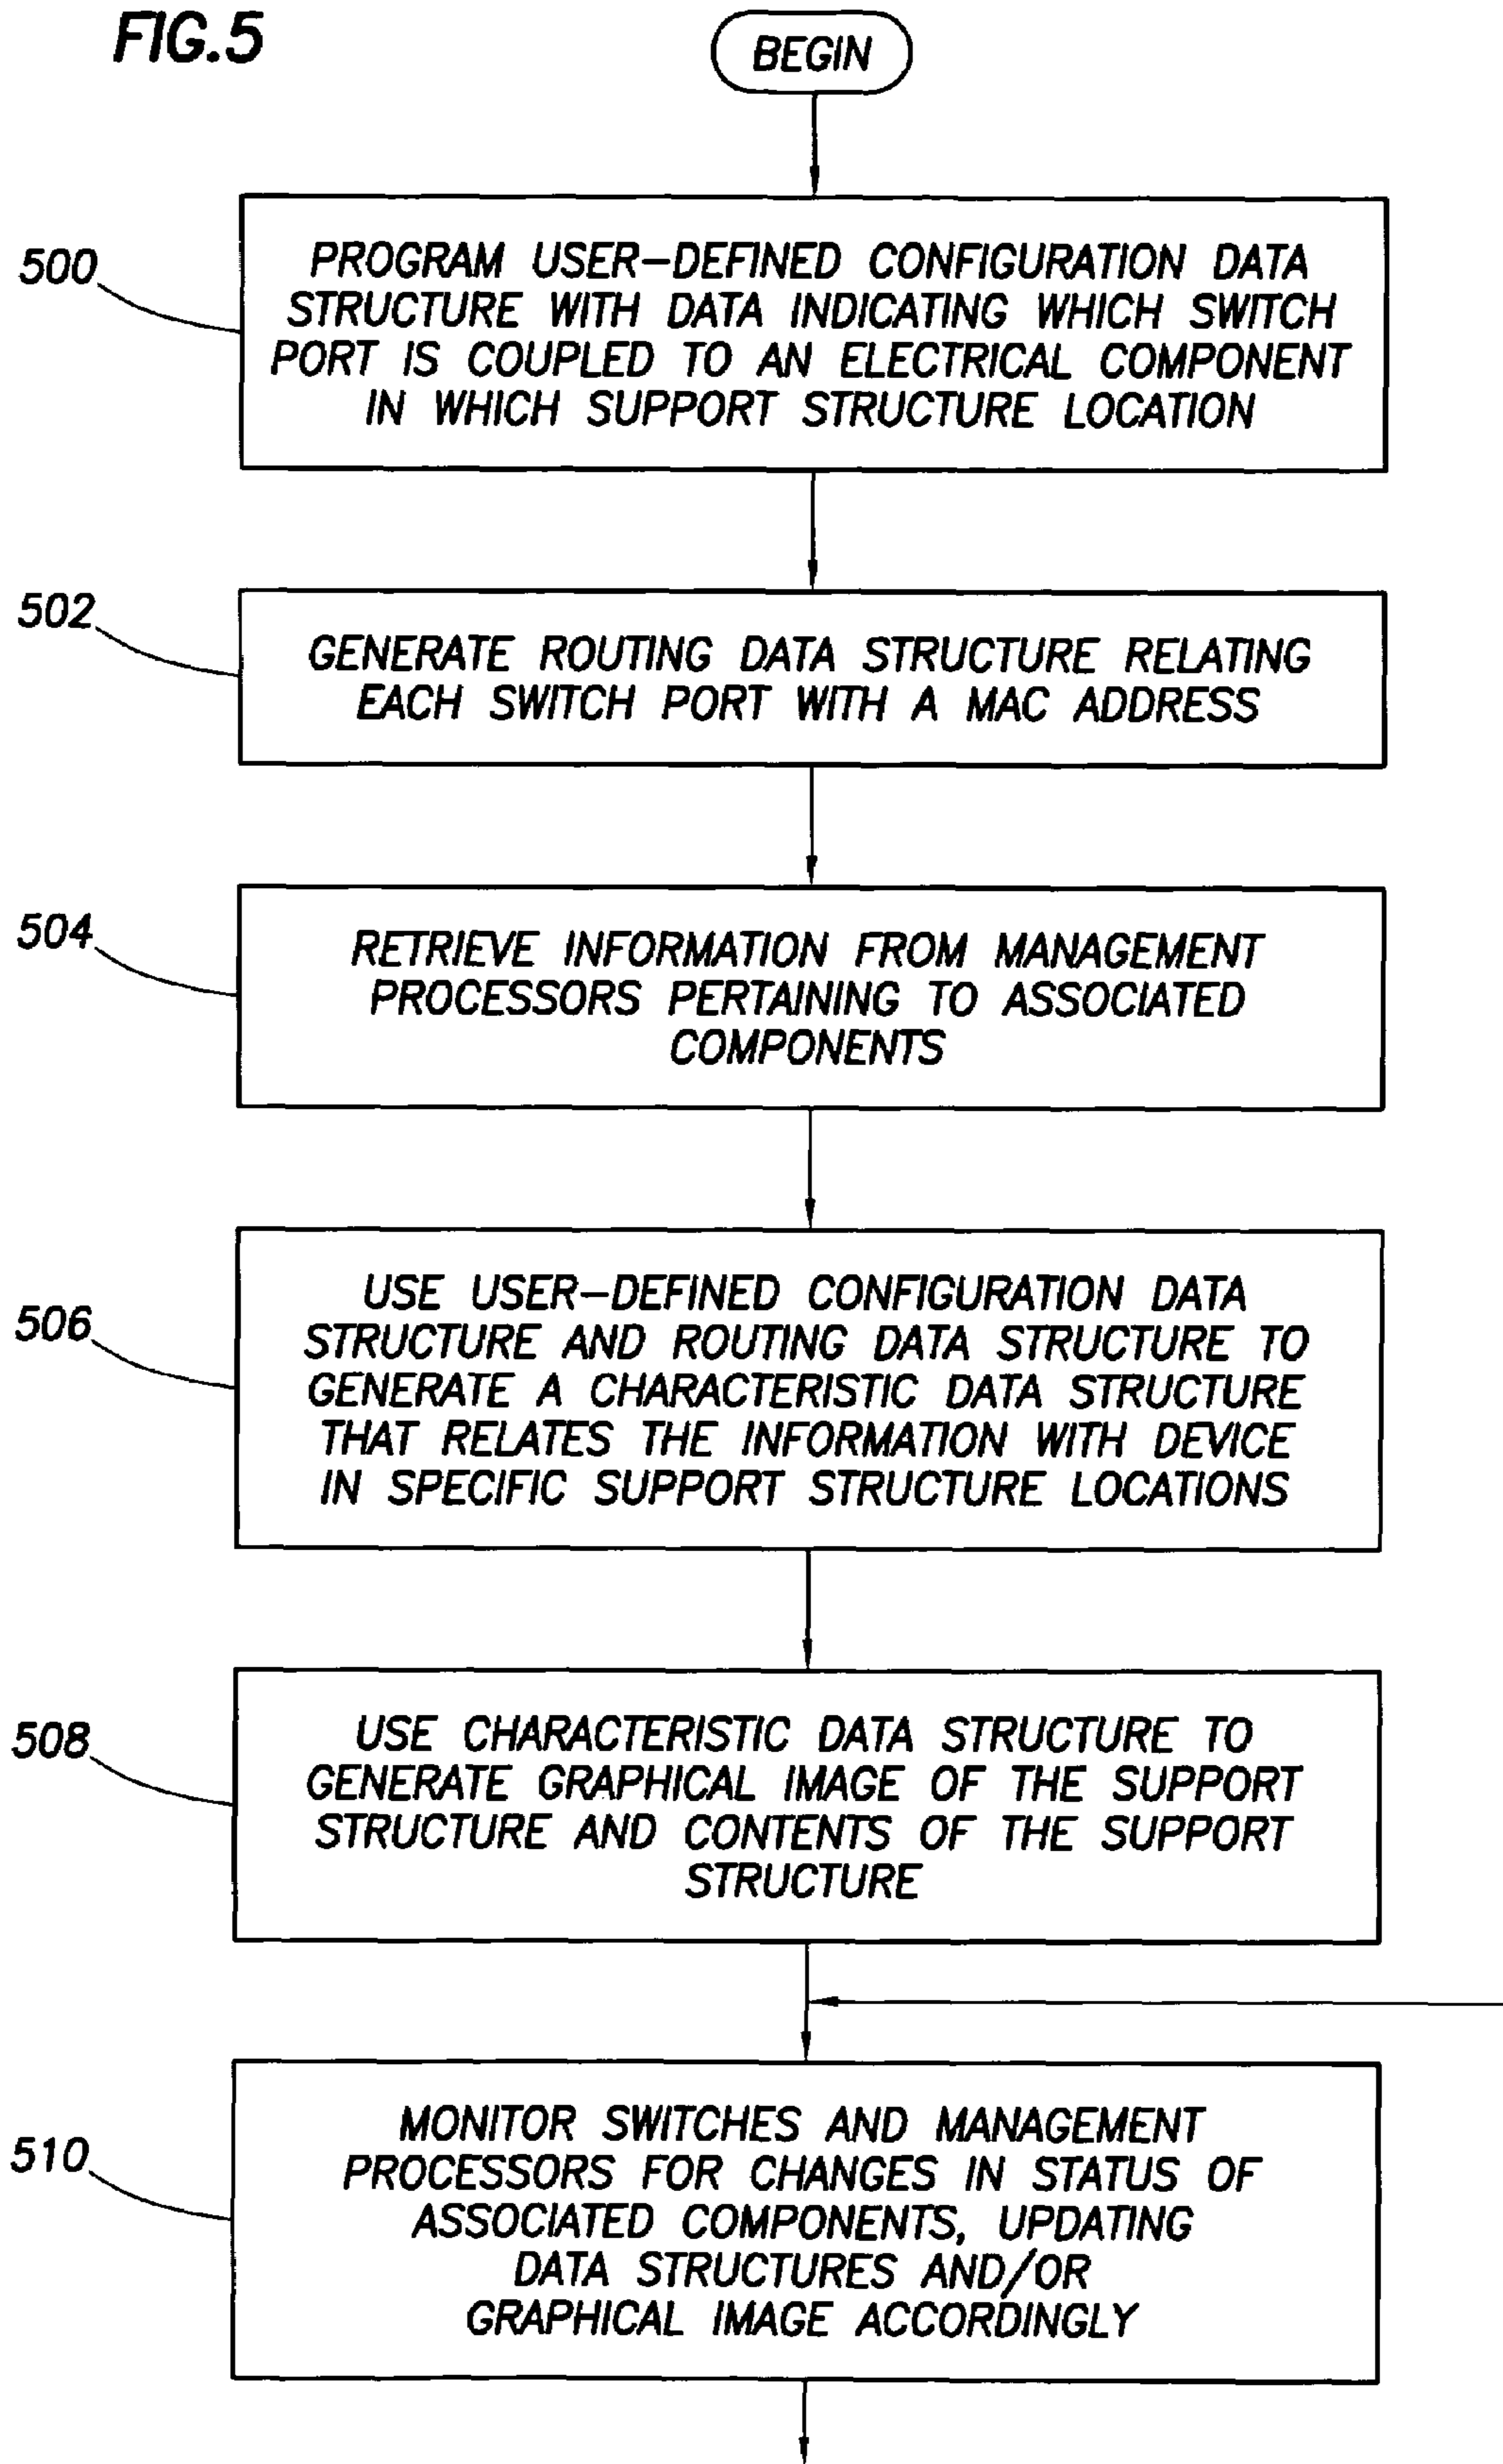 FIG.5
BEGIN
500
PROGRAM USER-DEFINED CONFIGURATION DATA
STRUCTURE WITH DATA INDICATING WHICH SWITCH
PORT IS COUPLED TO AN ELECTRICAL COMPONENT
IN WHICH SUPPORT STRUCTURE LOCATION
502
GENERATE ROUTING DATA STRUCTURE RELATING
EACH SWITCH PORT WITH A MAC ADDRESS
504
RETRIEVE INFORMATION FROM MANAGEMENT
PROCESSORS PERTAINING TO ASSOCIATED
COMPONENTS
506
USE USER-DEFINED CONFIGURATION DATA
STRUCTURE AND ROUTING DATA STRUCTURE TO
GENERATE A CHARACTERISTIC DATA STRUCTURE
THAT RELATES THE INFORMATION WITH DEVICE
IN SPECIFIC SUPPORT STRUCTURE LOCATIONS
508
USE CHARACTERISTIC DATA STRUCTURE TO
GENERATE GRAPHICAL IMAGE OF THE SUPPORT
STRUCTURE AND CONTENTS OF THE SUPPORT
STRUCTURE
510
MONITOR SWITCHES AND MANAGEMENT
PROCESSORS FOR CHANGES IN STATUS OF
ASSOCIATED COMPONENTS, UPDATING
DATA STRUCTURES AND/OR
GRAPHICAL IMAGE ACCORDINGLY